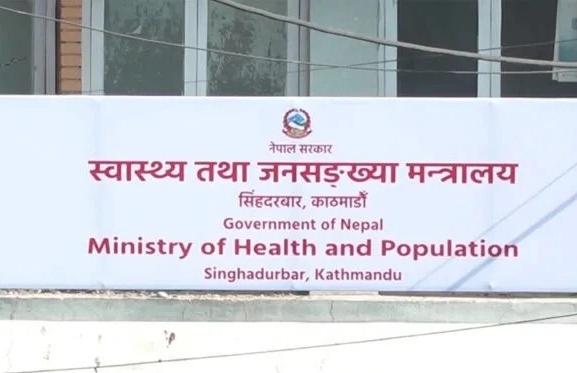 नेपाल सरकार
स्वास्थ्य तथा जनसङ्ख्या मन्त्रालय
सिंहदरबार, काठमाडौँ
Government of Nepal
Ministry of Health and Population
Singhadurbar, Kathmandu